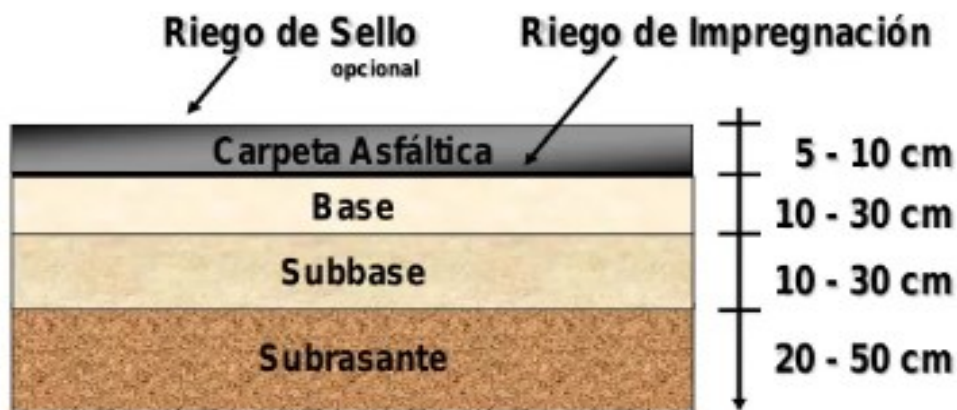 Riego de Sello
opcional
Riego de Impregnación
Carpeta Asfáltica
5 - 10 cm
Base
10 - 30 cm
Subbase
10 - 30 cm
Subrasante
20 - 50 cm